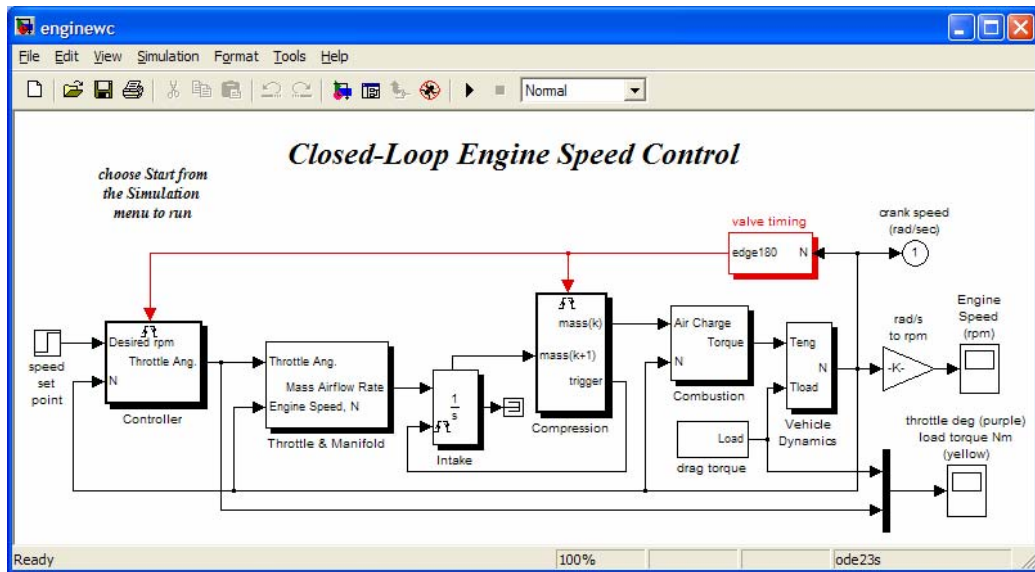 enginewc
File Edit View Simulation Format Tools Help
Normal
Closed-Loop Engine Speed Control
choose Start from
the Simulation
menu to run
valve timing
edge180 N
crank speed
(rad/sec)
1
speed
set
point
Desired rpm
Throttle Ang.
N
Controller
Throttle Ang.
Mass Airflow Rate
Engine Speed, N
Throttle & Manifold
1
s
Intake
mass(k)
mass(k+1)
trigger
Compression
Air Charge
Torque
N
Combustion
Load
drag torque
Teng
N
Tload
Vehicle
Dynamics
rad/s
to rpm
-K-
Engine
Speed
(rpm)
throttle deg (purple)
load torque Nm
(yellow)
Ready 100% ode23s